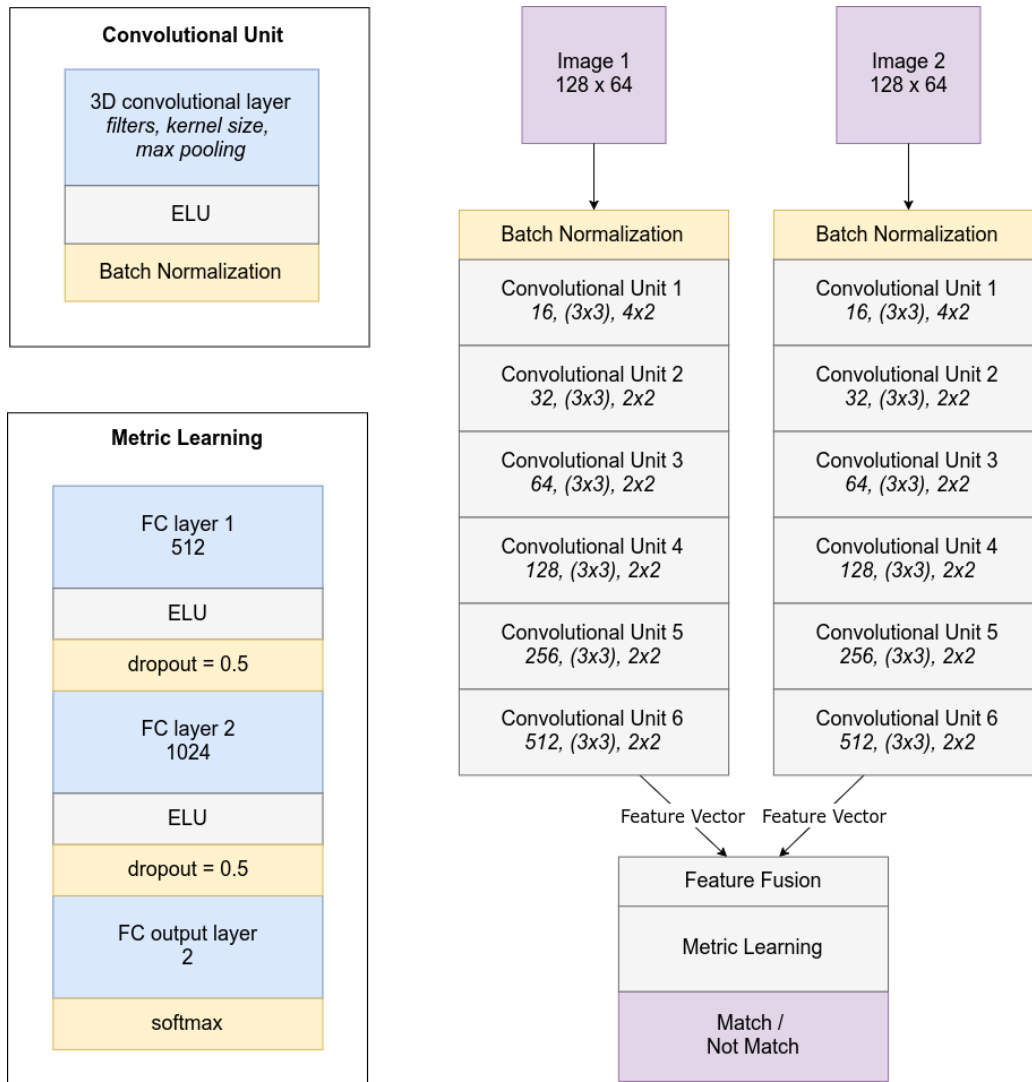 Convolutional Unit
3D convolutional layer
filters, kernel size,
max pooling
ELU
Batch Normalization
Metric Learning
FC layer 1
512
ELU
dropout = 0.5
FC layer 2
1024
ELU
dropout = 0.5
FC output layer
2
softmax
Image 1
128 x 64
Batch Normalization
Convolutional Unit 1
16, (3x3), 4x2
Convolutional Unit 2
32, (3x3), 2x2
Convolutional Unit 3
64, (3x3), 2x2
Convolutional Unit 4
128, (3x3), 2x2
Convolutional Unit 5
256, (3x3), 2x2
Convolutional Unit 6
512, (3x3), 2x2
Feature Vector
Image 2
128 x 64
Batch Normalization
Convolutional Unit 1
16, (3x3), 4x2
Convolutional Unit 2
32, (3x3), 2x2
Convolutional Unit 3
64, (3x3), 2x2
Convolutional Unit 4
128, (3x3), 2x2
Convolutional Unit 5
256, (3x3), 2x2
Convolutional Unit 6
512, (3x3), 2x2
Feature Vector
Feature Fusion
Metric Learning
Match /
Not Match